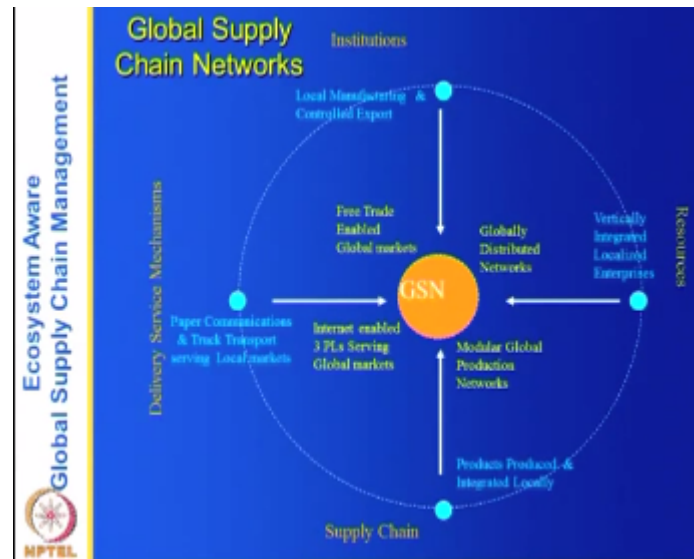 Ecosystem Aware
Global Supply Chain Management
NPTEL
Global Supply
Chain Networks
Institutions
Local Manufacturing &
Controlled Export
Delivery Service Mechanisms
Free Trade
Enabled
Global markets
Globally
Distributed
Networks
Vertically
Integrated
Localized
Enterprises
Resources
GSN
Paper Communications
& Truck Transport
serving Local markets
Internet enabled
3 PLs Serving
Global markets
Modular Global
Production
Networks
Products Produced &
Integrated Locally
Supply Chain